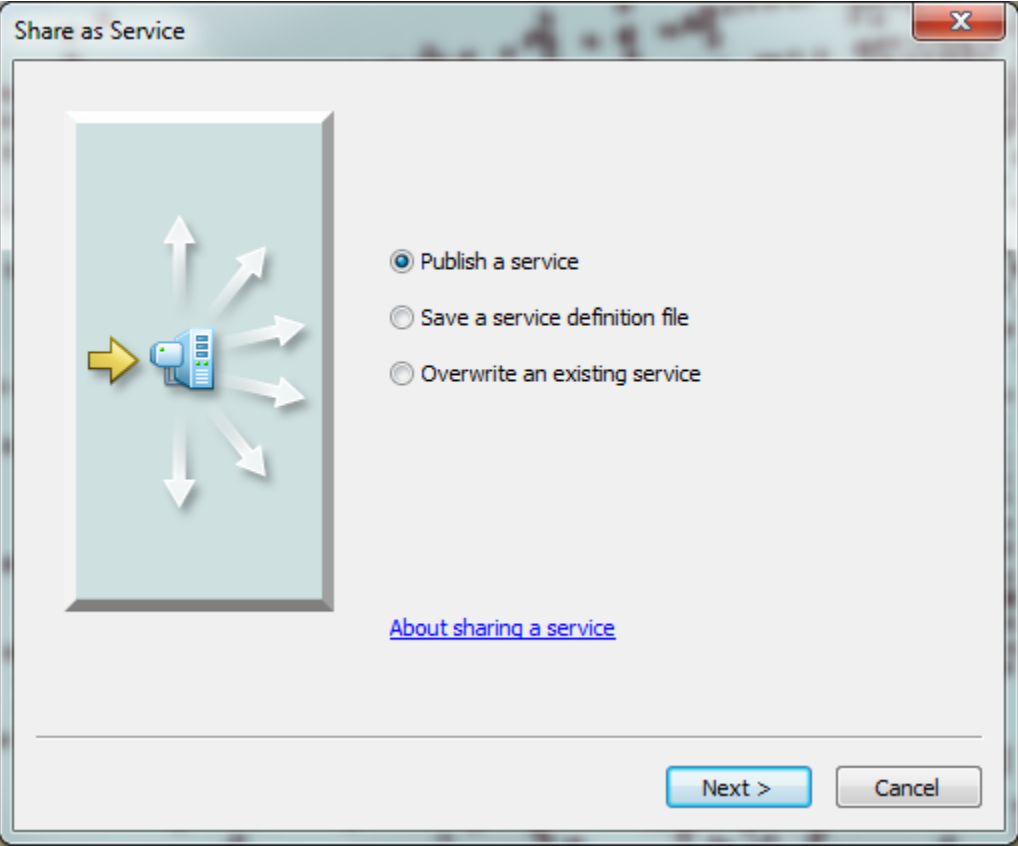 Share as Service
Publish a service
Save a service definition file
Overwrite an existing service
About sharing a service
Next >
Cancel